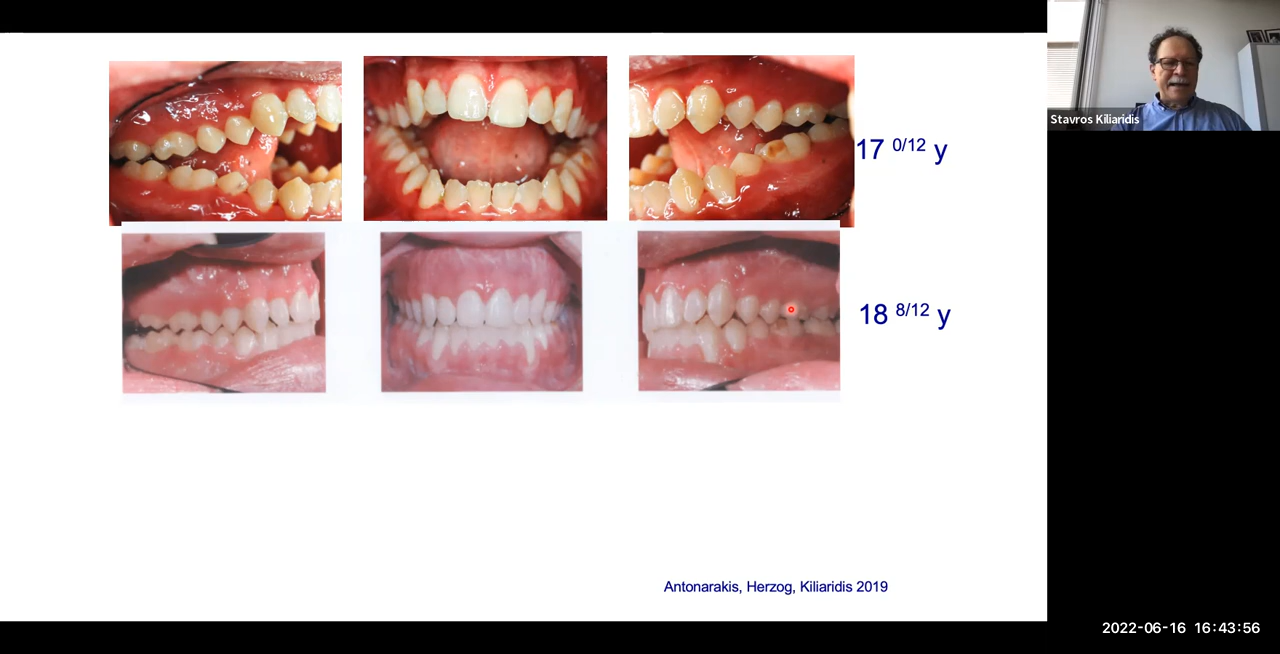 Stavros Kiliaridis
17 0/12 y
18 8/12 y
Antonarakis, Herzog, Kiliaridis 2019
2022-06-16 16:43:56